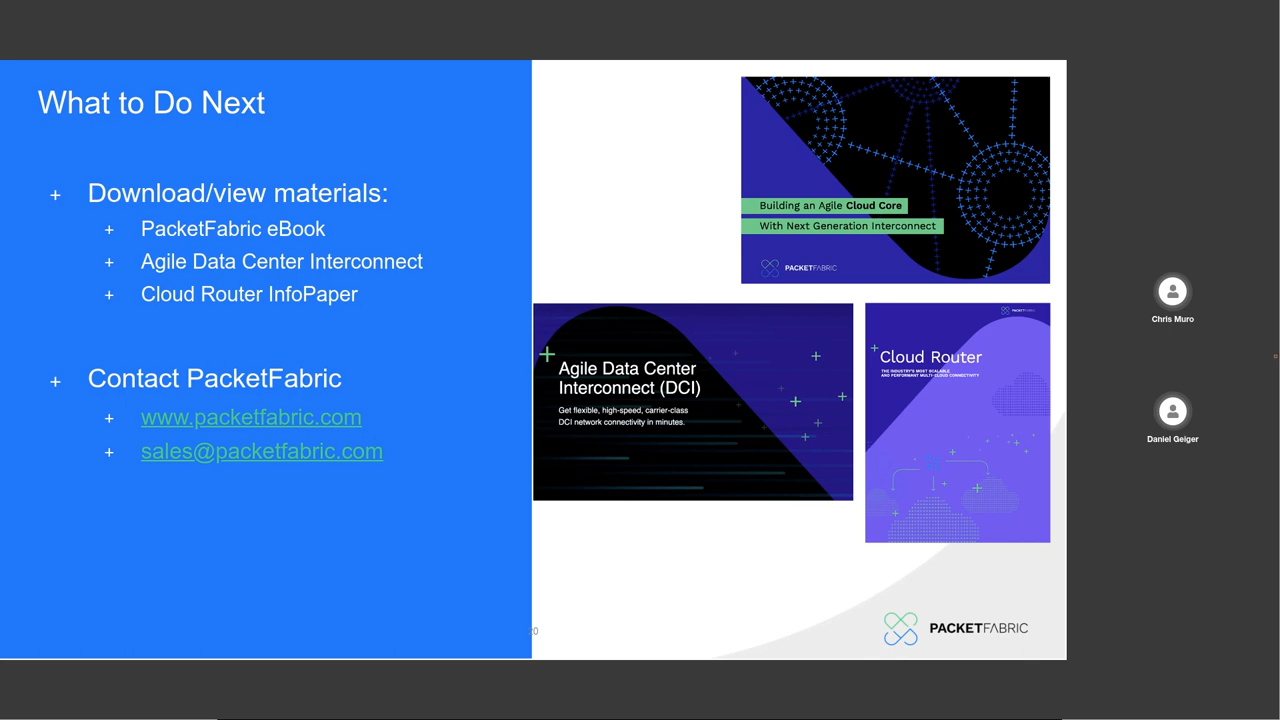 What to Do Next
+ Download/view materials:
+ PacketFabric eBook
+ Agile Data Center Interconnect
+ Cloud Router InfoPaper
+ Contact PacketFabric
+ www.packetfabric.com
+ sales@packetfabric.com
Building an Agile Cloud Core
With Next Generation Interconnect
PACKETFABRIC
Agile Data Center
Interconnect (DCI)
Get flexible, high-speed, carrier-class
DCI network connectivity in minutes.
PACKETFABRIC
Cloud Router
THE INDUSTRY'S MOST SCALABLE
AND PERFORMANT MULTI-CLOUD CONNECTIVITY
20
PACKETFABRIC
Chris Muro
Daniel Geiger